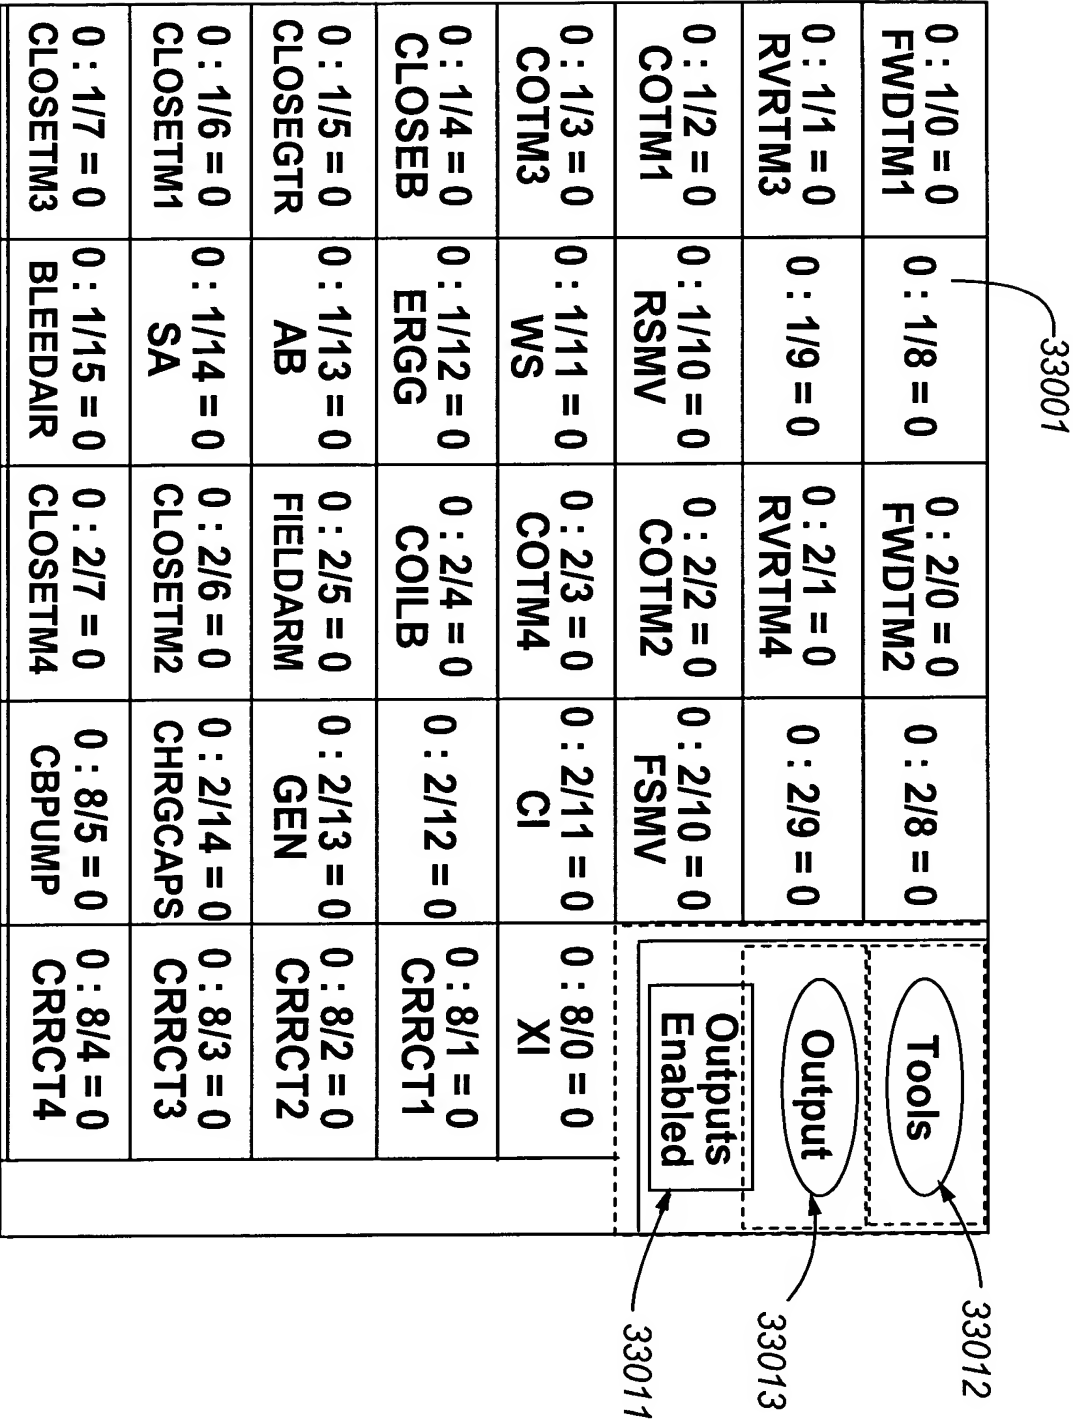 33001
0 : 1/0 = 0
FWDTM1
0 : 1/8 = 0
0 : 2/0 = 0
FWDTM2
0 : 2/8 = 0
Tools
33012
0 : 1/1 = 0
RVRTM3
0 : 1/9 = 0
0 : 2/1 = 0
RVRTM4
0 : 2/9 = 0
Output
33013
0 : 1/2 = 0
COTM1
0 : 1/10 = 0
RSMV
0 : 2/2 = 0
COTM2
0 : 2/10 = 0
FSMV
Outputs
Enabled
33011
0 : 1/3 = 0
COTM3
0 : 1/11 = 0
WS
0 : 2/3 = 0
COTM4
0 : 2/11 = 0
CI
0 : 8/0 = 0
XI
0 : 1/4 = 0
CLOSEB
0 : 1/12 = 0
ERGG
0 : 2/4 = 0
COILB
0 : 2/12 = 0
0 : 8/1 = 0
CRRCT1
0 : 1/5 = 0
CLOSEGTR
0 : 1/13 = 0
AB
0 : 2/5 = 0
FIELDARM
0 : 2/13 = 0
GEN
0 : 8/2 = 0
CRRCT2
0 : 1/6 = 0
CLOSETM1
0 : 1/14 = 0
SA
0 : 2/6 = 0
CLOSETM2
0 : 2/14 = 0
CHRGCAPS
0 : 8/3 = 0
CRRCT3
0 : 1/7 = 0
CLOSETM3
0 : 1/15 = 0
BLEEDAIR
0 : 2/7 = 0
CLOSETM4
0 : 8/5 = 0
CBPUMP
0 : 8/4 = 0
CRRCT4